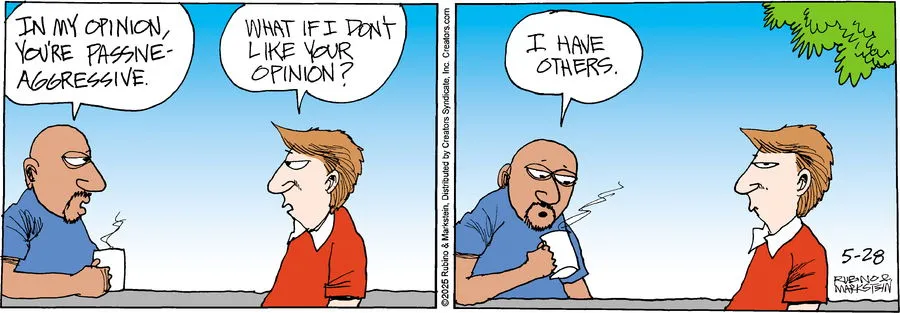 IN MY OPINION,
YOU'RE PASSIVE-
AGGRESSIVE.
WHAT IF I DON'T
LIKE YOUR
OPINION?
©2025 Rubino & Markstein, Distributed by Creators Syndicate, Inc. Creators.com
I HAVE
OTHERS.
5-28
RUBINO &
MARKSTEIN